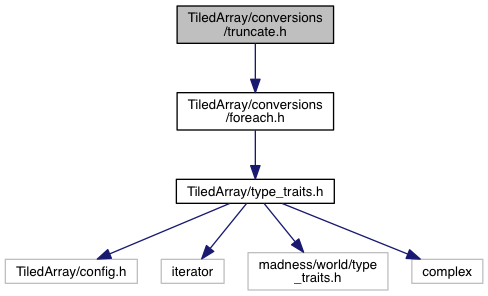 TiledArray/conversions
/truncate.h
TiledArray/conversions
/foreach.h
TiledArray/type_traits.h
TiledArray/config.h
iterator
madness/world/type
_traits.h
complex